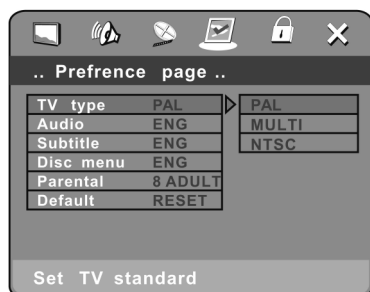 .. Prefrence page ..
TV type PAL PAL
Audio ENG MULTI
Subtitle ENG NTSC
Disc menu ENG
Parental 8 ADULT
Default RESET
Set TV standard